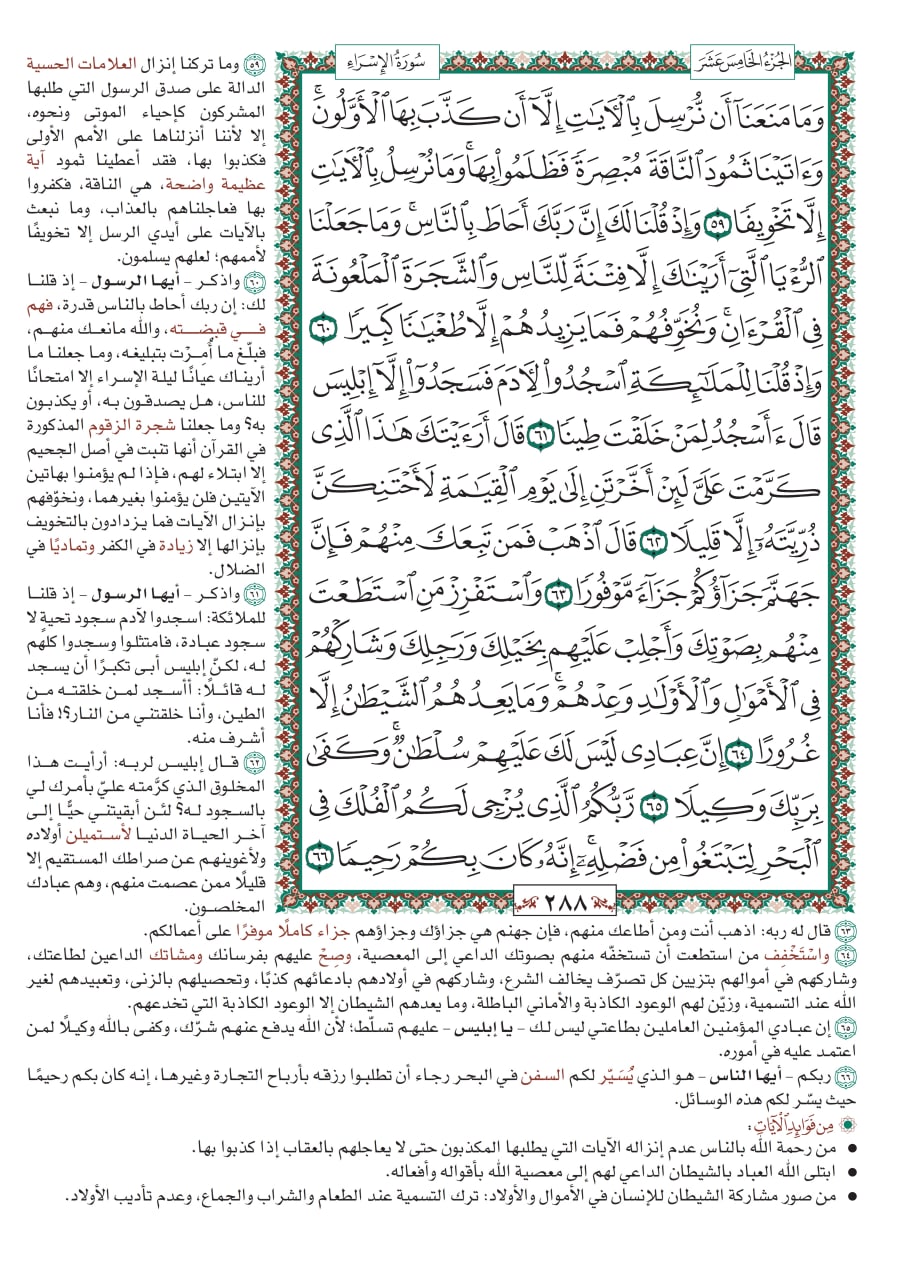 الجزء الخامس عشر
سورة الإسراء
وَمَا مَنَعَنَآ أَن نُّرْسِلَ بِٱلْأٓيَٰتِ إِلَّآ أَن كَذَّبَ بِهَا ٱلْأَوَّلُونَۚ
وَءَاتَيْنَا ثَمُودَ ٱلنَّاقَةَ مُبْصِرَةً فَظَلَمُوا۟ بِهَاۚ وَمَا نُرْسِلُ بِٱلْأٓيَٰتِ
إِلَّا تَخْوِيفًا ٥٩ وَإِذْ قُلْنَا لَكَ إِنَّ رَبَّكَ أَحَاطَ بِٱلنَّاسِۚ وَمَا جَعَلْنَا
ٱلرُّءْيَا ٱلَّتِىٓ أَرَيْنَٰكَ إِلَّا فِتْنَةً لِّلنَّاسِ وَٱلشَّجَرَةَ ٱلْمَلْعُونَةَ
فِى ٱلْقُرْءَانِۚ وَنُخَوِّفُهُمْ فَمَا يَزِيدُهُمْ إِلَّا طُغْيَٰنًا كَبِيرًا ٦٠
وَإِذْ قُلْنَا لِلْمَلَٰٓئِكَةِ ٱسْجُدُوا۟ لِأٓدَمَ فَسَجَدُوٓا۟ إِلَّآ إِبْلِيسَ
قَالَ ءَأَسْجُدُ لِمَنْ خَلَقْتَ طِينًا ٦١ قَالَ أَرَءَيْتَكَ هَٰذَا ٱلَّذِى
كَرَّمْتَ عَلَىَّ لَئِنْ أَخَّرْتَنِ إِلَىٰ يَوْمِ ٱلْقِيَٰمَةِ لَأَحْتَنِكَنَّ
ذُرِّيَّتَهُۥٓ إِلَّا قَلِيلًا ٦٢ قَالَ ٱذْهَبْ فَمَن تَبِعَكَ مِنْهُمْ فَإِنَّ
جَهَنَّمَ جَزَآؤُكُمْ جَزَآءً مَّوْفُورًا ٦٣ وَٱسْتَفْزِزْ مَنِ ٱسْتَطَعْتَ
مِنْهُم بِصَوْتِكَ وَأَجْلِبْ عَلَيْهِم بِخَيْلِكَ وَرَجِلِكَ وَشَارِكْهُمْ
فِى ٱلْأَمْوَٰلِ وَٱلْأَوْلَٰدِ وَعِدْهُمْۚ وَمَا يَعِدُهُمُ ٱلشَّيْطَٰنُ إِلَّا
غُرُورًا ٦٤ إِنَّ عِبَادِى لَيْسَ لَكَ عَلَيْهِمْ سُلْطَٰنٌۚ وَكَفَىٰ
بِرَبِّكَ وَكِيلًا ٦٥ رَّبُّكُمُ ٱلَّذِى يُزْجِى لَكُمُ ٱلْفُلْكَ فِى
ٱلْبَحْرِ لِتَبْتَغُوا۟ مِن فَضْلِهِۦٓۚ إِنَّهُۥ كَانَ بِكُمْ رَحِيمًا ٦٦
٢٨٨
٥٩ وما تركنا إنزال العلامات الحسية
الدالة على صدق الرسول التي طلبها
المشركون كإحياء الموتى ونحوه،
إلا لأننا أنزلناها على الأمم الأولى
فكذبوا بها، فقد أعطينا ثمود آية
عظيمة واضحة، هي الناقة، فكفروا
بها فعاجلناهم بالعذاب، وما نبعث
بالآيات على أيدي الرسل إلا تخويفًا
لأممهم؛ لعلهم يسلمون.
٦٠ واذكر - أيها الرسول - إذ قلنا
لك: إن ربك أحاط بالناس قدرة، فهم
في قبضته، والله مانعك منهم،
فبلّغ ما أُمِرْت بتبليغه، وما جعلنا ما
أريناك عيانًا ليلة الإسراء إلا امتحانًا
للناس، هل يصدقون به، أو يكذبون
به؟ وما جعلنا شجرة الزقوم المذكورة
في القرآن أنها تنبت في أصل الجحيم
إلا ابتلاء لهم، فإذا لم يؤمنوا بهاتين
الآيتين فلن يؤمنوا بغيرهما، ونخوّفهم
بإنزال الآيات فما يزدادون بالتخويف
بإنزالها إلا زيادة في الكفر وتماديًا في
الضلال.
٦١ واذكر - أيها الرسول - إذ قلنا
للملائكة: اسجدوا لآدم سجود تحيةٍ لا
سجود عبادة، فامتثلوا وسجدوا كلهم
له، لكنّ إبليس أبى تكبرًا أن يسجد
له قائلًا: أأسجد لمن خلقته من
الطين، وأنا خلقتني من النار؟! فأنا
أشرف منه.
٦٢ قال إبليس لربه: أرأيت هذا
المخلوق الذي كرَّمته عليّ بأمرك لي
بالسجود له؟ لئن أبقيتني حيًّا إلى
آخر الحياة الدنيا لأستميلن أولاده
ولأغوينهم عن صراطك المستقيم إلا
قليلًا ممن عصمت منهم، وهم عبادك
المخلصون.
٦٣ قال له ربه: اذهب أنت ومن أطاعك منهم، فإن جهنم هي جزاؤك وجزاؤهم جزاء كاملًا موفرًا على أعمالكم.
٦٤ واسْتَخْفِف من استطعت أن تستخفّه منهم بصوتك الداعي إلى المعصية، وصِحْ عليهم بفرسانك ومشاتك الداعين لطاعتك،
وشاركهم في أموالهم بتزيين كل تصرّف يخالف الشرع، وشاركهم في أولادهم بادعائهم كذبًا، وتحصيلهم بالزنى، وتعبيدهم لغير
الله عند التسمية، وزيّن لهم الوعود الكاذبة والأماني الباطلة، وما يعدهم الشيطان إلا الوعود الكاذبة التي تخدعهم.
٦٥ إن عبادي المؤمنين العاملين بطاعتي ليس لك - يا إبليس - عليهم تسلّط؛ لأن الله يدفع عنهم شرّك، وكفى بالله وكيلًا لمن
اعتمد عليه في أموره.
٦٦ ربكم - أيها الناس - هو الذي يُسَيّر لكم السفن في البحر رجاء أن تطلبوا رزقه بأرباح التجارة وغيرها، إنه كان بكم رحيمًا
حيث يسّر لكم هذه الوسائل.
من فوائد الآيات:
• من رحمة الله بالناس عدم إنزاله الآيات التي يطلبها المكذبون حتى لا يعاجلهم بالعقاب إذا كذبوا بها.
• ابتلى الله العباد بالشيطان الداعي لهم إلى معصية الله بأقواله وأفعاله.
• من صور مشاركة الشيطان للإنسان في الأموال والأولاد: ترك التسمية عند الطعام والشراب والجماع، وعدم تأديب الأولاد.